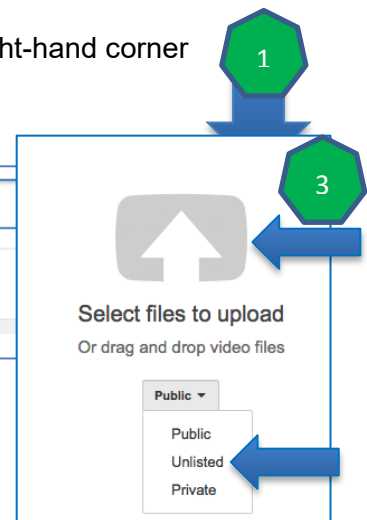 ht-hand corner
1
3
Select files to upload
Or drag and drop video files
Public
Public
Unlisted
Private